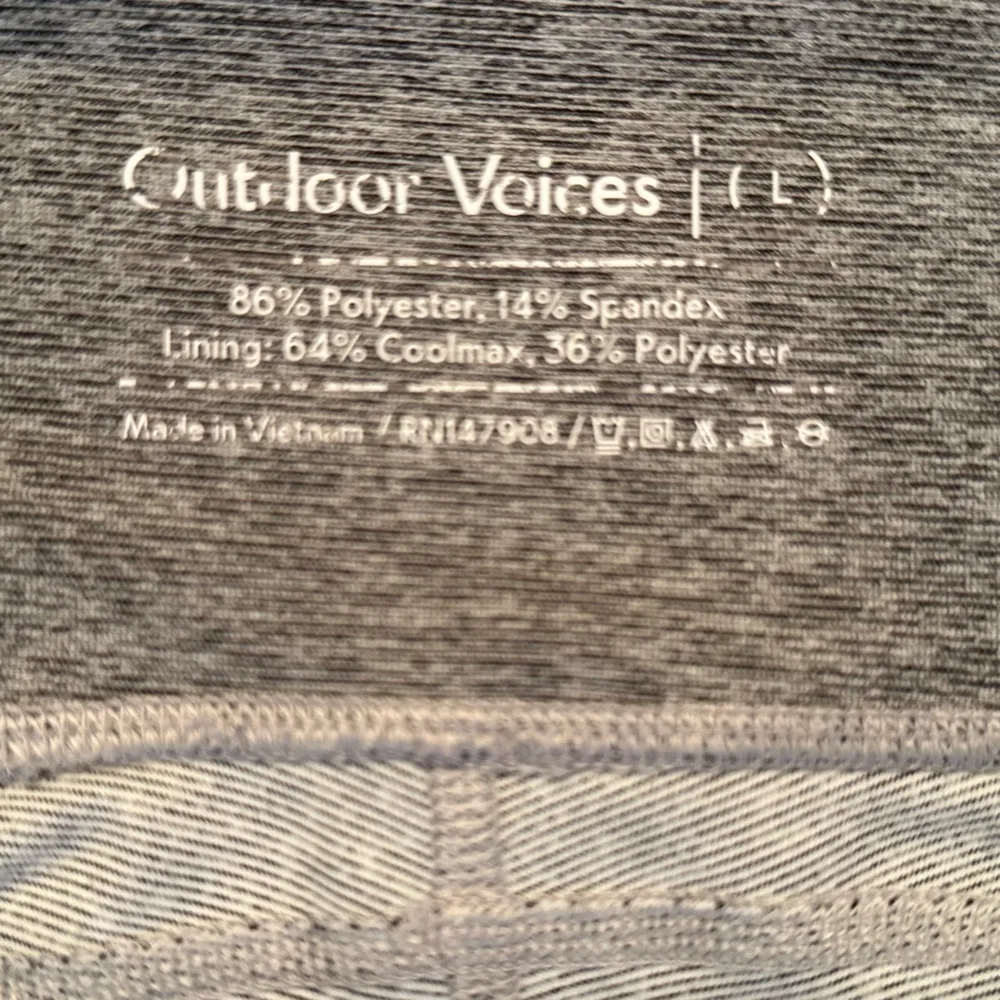 Outdoor Voices | ( L )
86% Polyester, 14% Spandex
Lining: 64% Coolmax, 36% Polyester
Made in Vietnam / RN147908 /